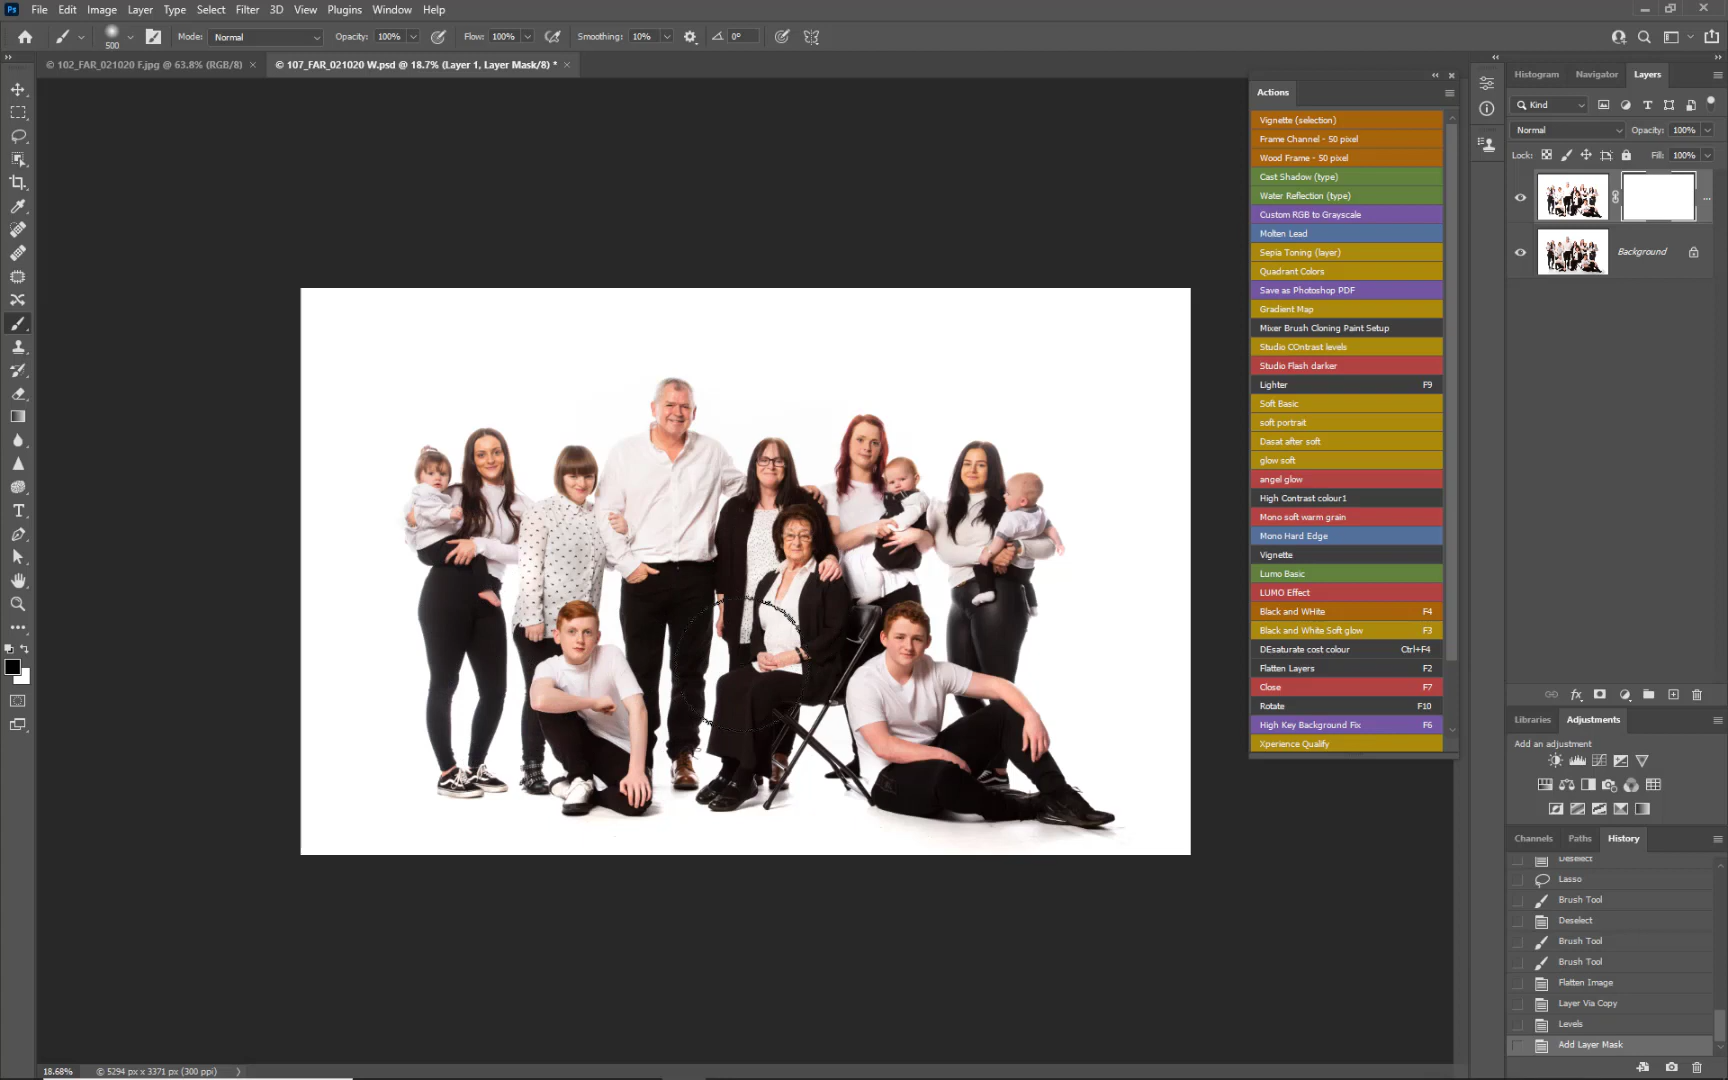 Ps File Edit Image Layer Type Select Filter 3D View Plugins Window Help
500 Mode: Normal Opacity: 100% Flow: 100% Smoothing: 10% 0°
© 102_FAR_021020 F.jpg @ 63.8% (RGB/8) ×
© 107_FAR_021020 W.psd @ 18.7% (Layer 1, Layer Mask/8) * ×
Actions
Vignette (selection)
Frame Channel - 50 pixel
Wood Frame - 50 pixel
Cast Shadow (type)
Water Reflection (type)
Custom RGB to Grayscale
Molten Lead
Sepia Toning (layer)
Quadrant Colors
Save as Photoshop PDF
Gradient Map
Mixer Brush Cloning Paint Setup
Studio COntrast levels
Studio Flash darker
Lighter F9
Soft Basic
soft portrait
Dasat after soft
glow soft
angel glow
High Contrast colour1
Mono soft warm grain
Mono Hard Edge
Vignette
Lumo Basic
LUMO Effect
Black and WHite F4
Black and White Soft glow F3
DEsaturate cost colour Ctrl+F4
Flatten Layers F2
Close F7
Rotate F10
High Key Background Fix F6
Xperience Qualify
Histogram Navigator Layers
Kind
Normal Opacity: 100%
Lock: Fill: 100%
Background
fx
Libraries Adjustments
Add an adjustment
Channels Paths History
Deselect
Lasso
Brush Tool
Deselect
Brush Tool
Brush Tool
Flatten Image
Layer Via Copy
Levels
Add Layer Mask
18.68% © 5294 px x 3371 px (300 ppi)